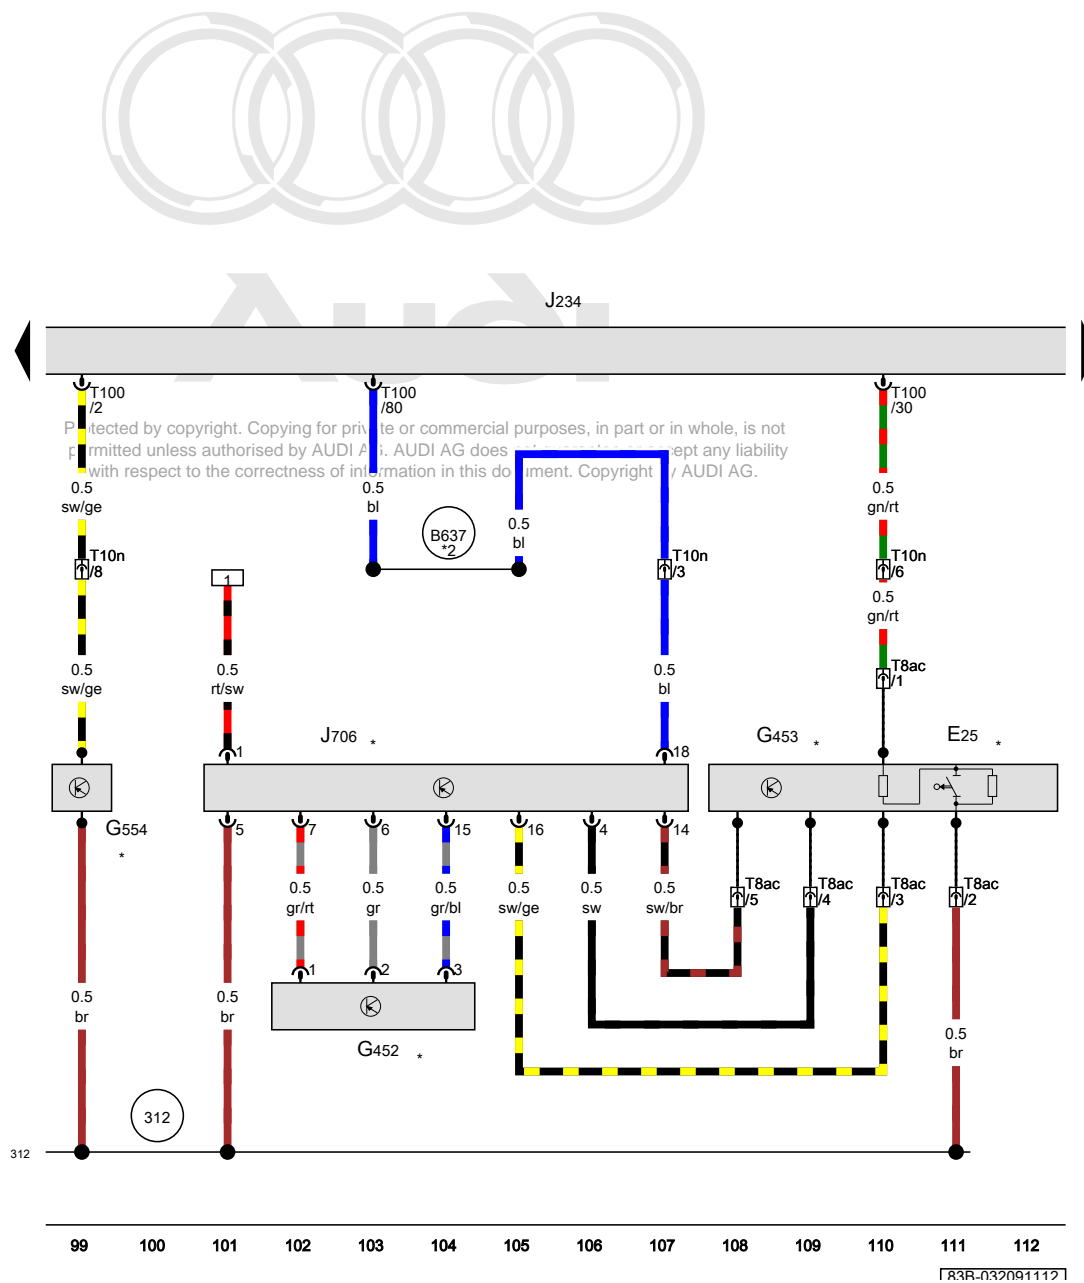 Audi
J234
T100
/2
T100
/80
T100
/30
Protected by copyright. Copying for private or commercial purposes, in part or in whole, is not
permitted unless authorised by AUDI AG. AUDI AG does not guarantee or accept any liability
with respect to the correctness of information in this document. Copyright by AUDI AG.
0.5
sw/ge
0.5
bl
B637
*2
0.5
bl
0.5
gn/rt
T10n
/8
T10n
/3
T10n
/6
1
0.5
gn/rt
0.5
sw/ge
0.5
rt/sw
0.5
bl
T8ac
/1
J706 *
G453 *
E25 *
1
18
G554
*
5
7
6
15
16
4
14
0.5
gr/rt
0.5
gr
0.5
gr/bl
0.5
sw/ge
0.5
sw
0.5
sw/br
T8ac
/5
T8ac
/4
T8ac
/3
T8ac
/2
1
2
3
0.5
br
0.5
br
G452 *
0.5
br
312
312
99 100 101 102 103 104 105 106 107 108 109 110 111 112
83B-032091112